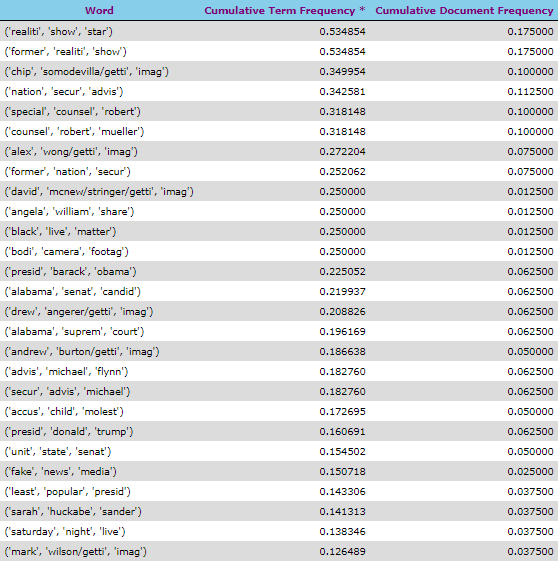 Word Cumulative Term Frequency * Cumulative Document Frequency
('realiti', 'show', 'star') 0.534854 0.175000
('former', 'realiti', 'show') 0.534854 0.175000
('chip', 'somodevilla/getti', 'imag') 0.349954 0.100000
('nation', 'secur', 'advis') 0.342581 0.112500
('special', 'counsel', 'robert') 0.318148 0.100000
('counsel', 'robert', 'mueller') 0.318148 0.100000
('alex', 'wong/getti', 'imag') 0.272204 0.075000
('former', 'nation', 'secur') 0.252062 0.075000
('david', 'mcnew/stringer/getti', 'imag') 0.250000 0.012500
('angela', 'william', 'share') 0.250000 0.012500
('black', 'live', 'matter') 0.250000 0.012500
('bodi', 'camera', 'footag') 0.250000 0.012500
('presid', 'barack', 'obama') 0.225052 0.062500
('alabama', 'senat', 'candid') 0.219937 0.062500
('drew', 'angerer/getti', 'imag') 0.208826 0.062500
('alabama', 'suprem', 'court') 0.196169 0.062500
('andrew', 'burton/getti', 'imag') 0.186638 0.050000
('advis', 'michael', 'flynn') 0.182760 0.062500
('secur', 'advis', 'michael') 0.182760 0.062500
('accus', 'child', 'molest') 0.172695 0.050000
('presid', 'donald', 'trump') 0.160691 0.062500
('unit', 'state', 'senat') 0.154502 0.050000
('fake', 'news', 'media') 0.150718 0.025000
('least', 'popular', 'presid') 0.143306 0.037500
('sarah', 'huckabe', 'sander') 0.141313 0.037500
('saturday', 'night', 'live') 0.138346 0.037500
('mark', 'wilson/getti', 'imag') 0.126489 0.037500